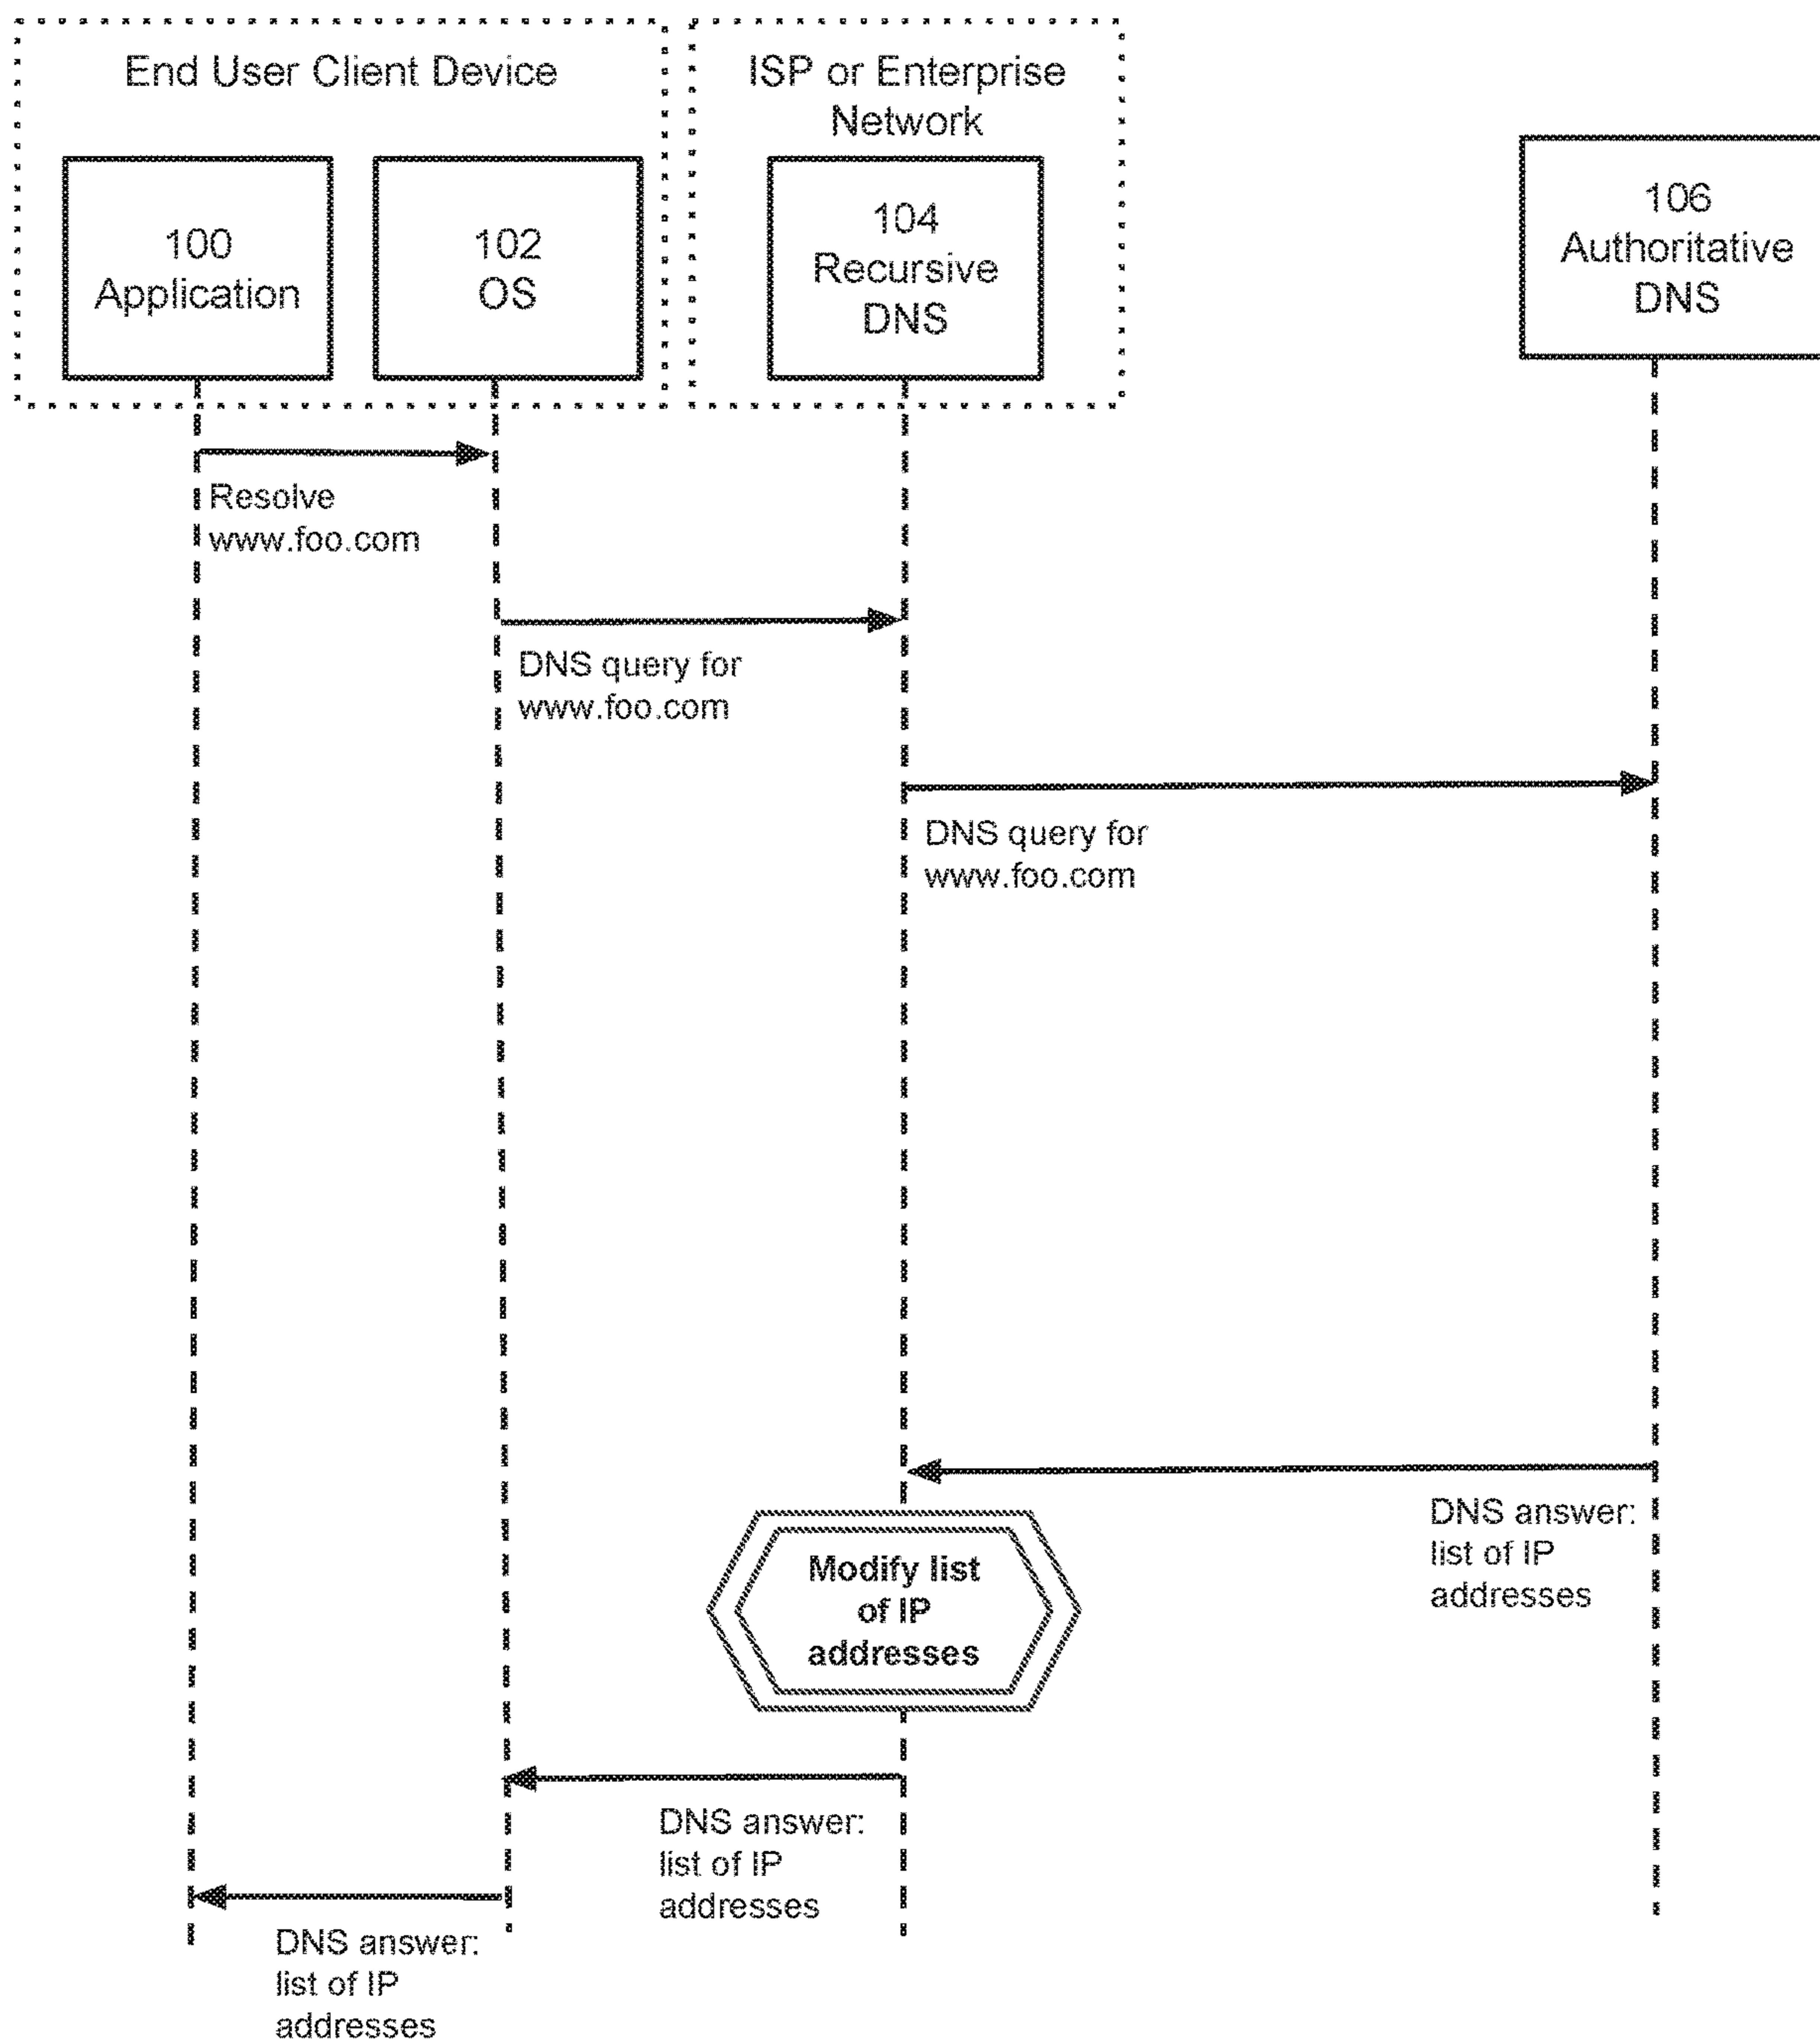 End User Client Device
ISP or Enterprise
Network
100
Application
102
OS
104
Recursive
DNS
106
Authoritative
DNS
Resolve
www.foo.com
DNS query for
www.foo.com
DNS query for
www.foo.com
DNS answer:
list of IP
addresses
Modify list
of IP
addresses
DNS answer:
list of IP
addresses
DNS answer:
list of IP
addresses